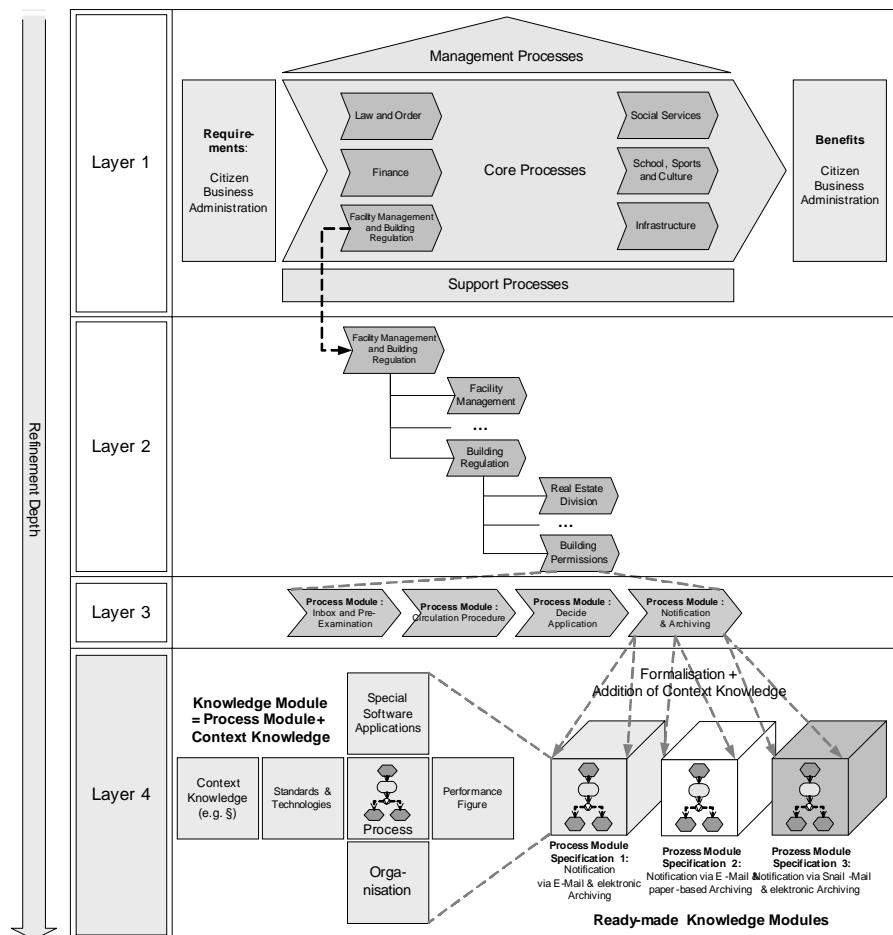 Refinement Depth
Layer 1
Management Processes
Require-
ments:
Citizen
Business
Administration
Law and Order
Finance
Facility Management
and Building
Regulation
Core Processes
Social Services
School, Sports
and Culture
Infrastructure
Benefits
Citizen
Business
Administration
Support Processes
Layer 2
Facility Management
and Building
Regulation
Facility
Management
...
Building
Regulation
Real Estate
Division
...
Building
Permissions
Layer 3
Process Module :
Inbox and Pre-
Examination
Process Module :
Circulation Procedure
Process Module :
Decide
Application
Process Module :
Notification
& Archiving
Layer 4
Knowledge Module
= Process Module+
Context Knowledge
Special
Software
Applications
Context
Knowledge
(e.g. §)
Standards &
Technologies
Process
Performance
Figure
Orga-
nisation
Formalisation +
Addition of Context Knowledge
Process Module
Specification 1:
Notification
via E-Mail & elektronic
Archiving
Prozess Module
Specification 2:
Notification via E -Mail &
paper-based Archiving
Prozess Module
Specification 3:
Notification via Snail -Mail
& elektronic Archiving
Ready-made Knowledge Modules